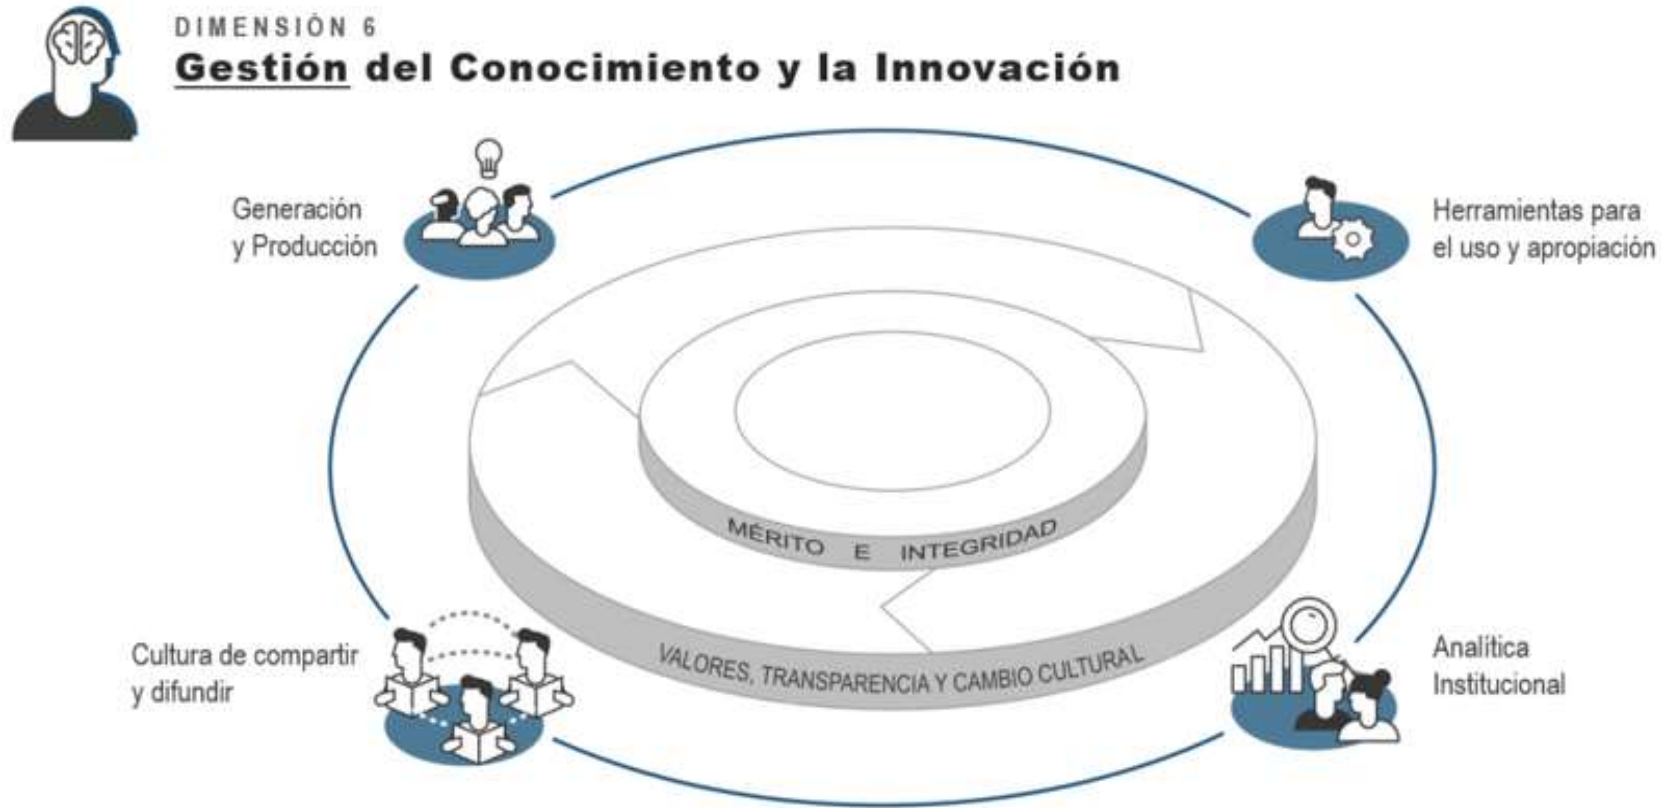 DIMENSIÓN 6
Gestión del Conocimiento y la Innovación
Generación
y Producción
Herramientas para
el uso y apropiación
MÉRITO E INTEGRIDAD
VALORES, TRANSPARENCIA Y CAMBIO CULTURAL
Cultura de compartir
y difundir
Analítica
Institucional